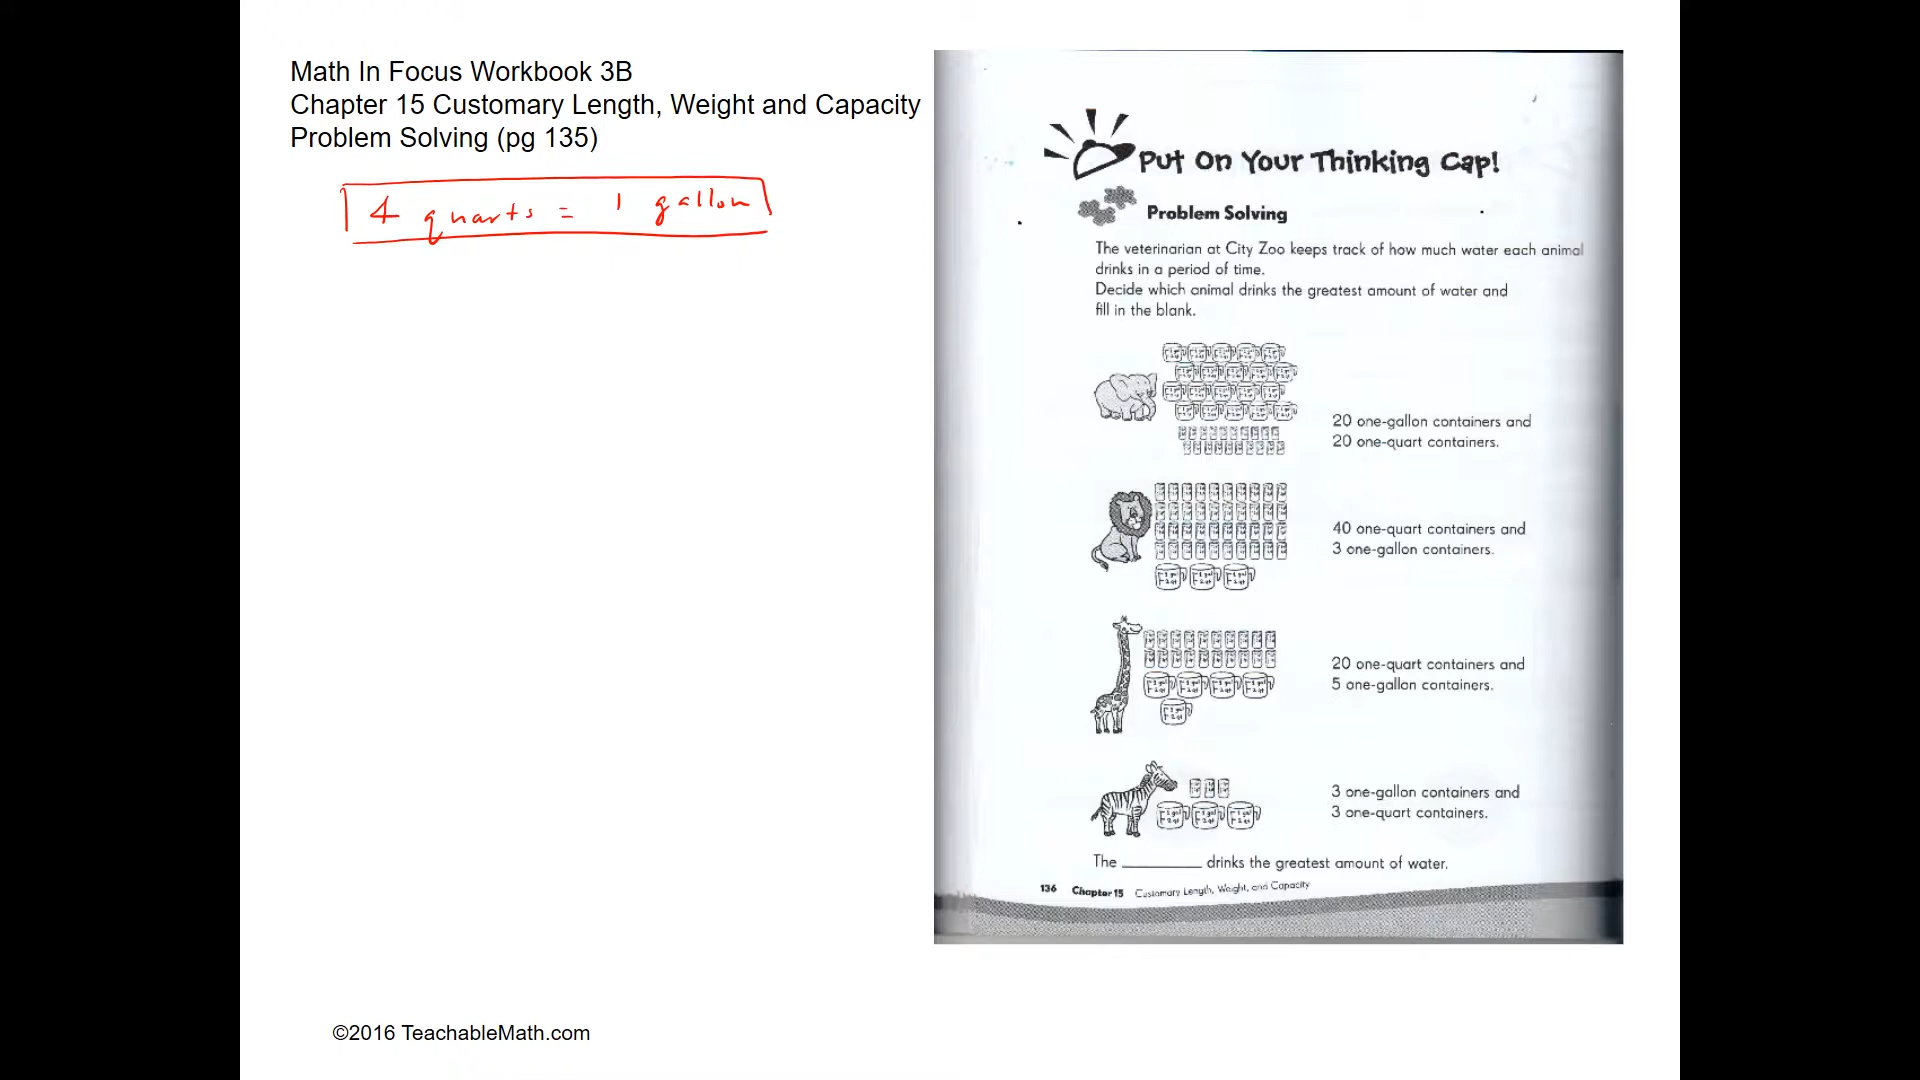 Math In Focus Workbook 3B
Chapter 15 Customary Length, Weight and Capacity
Problem Solving (pg 135)
4 quarts = 1 gallon
Put On Your Thinking Cap!
Problem Solving
The veterinarian at City Zoo keeps track of how much water each animal
drinks in a period of time.
Decide which animal drinks the greatest amount of water and
fill in the blank.
20 one-gallon containers and
20 one-quart containers.
40 one-quart containers and
3 one-gallon containers.
20 one-quart containers and
5 one-gallon containers.
3 one-gallon containers and
3 one-quart containers.
The __________ drinks the greatest amount of water.
136 Chapter 15 Customary Length, Weight, and Capacity
©2016 TeachableMath.com